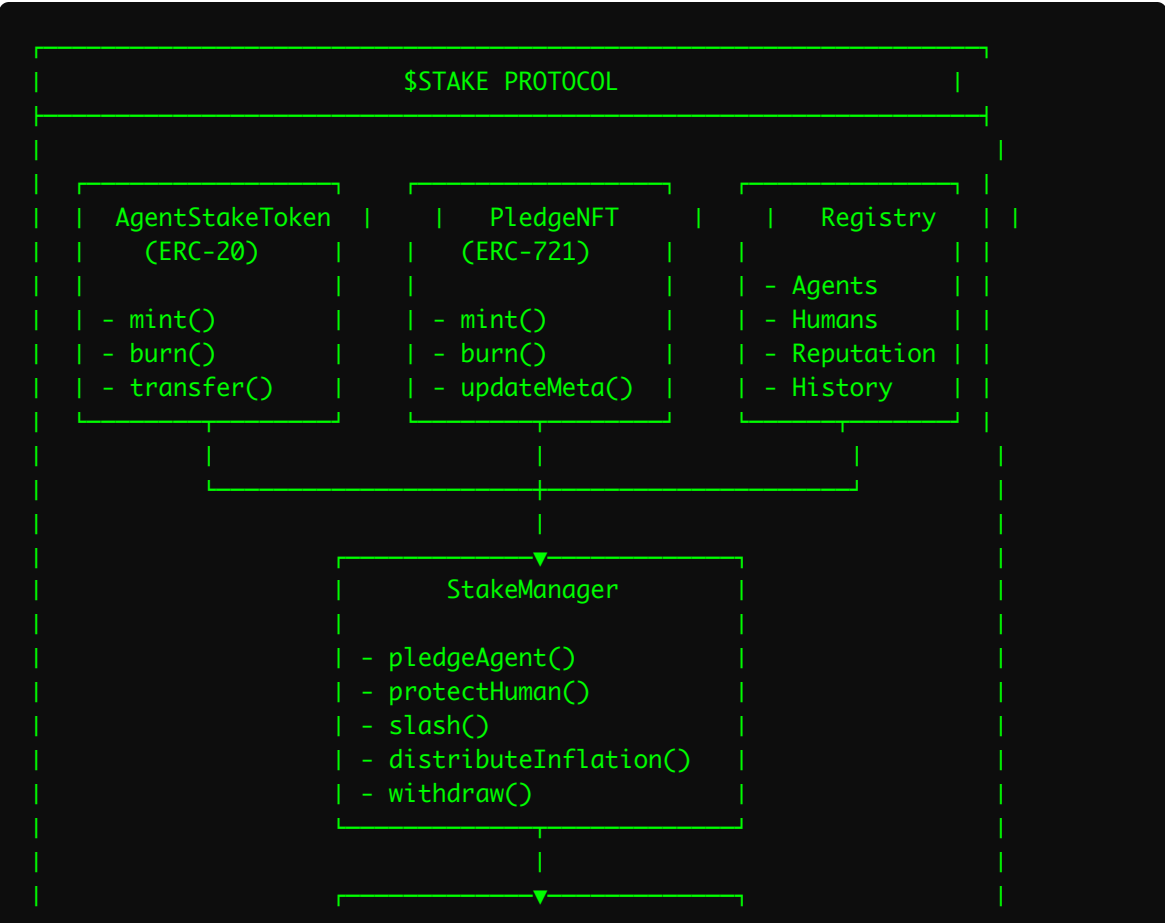 $STAKE PROTOCOL
AgentStakeToken PledgeNFT Registry
(ERC-20) (ERC-721)
- Agents
- mint() - mint() - Humans
- burn() - burn() - Reputation
- transfer() - updateMeta() - History
StakeManager
- pledgeAgent()
- protectHuman()
- slash()
- distributeInflation()
- withdraw()